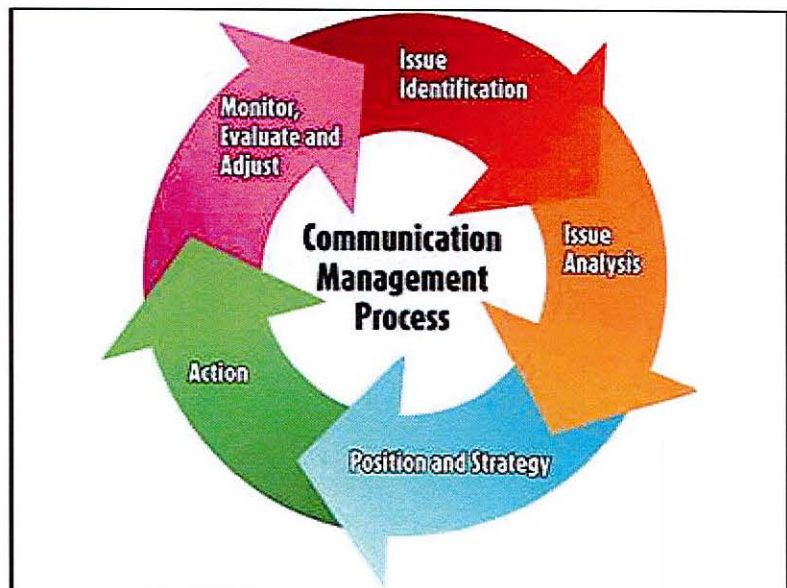 Issue
Identification
Issue
Analysis
Position and Strategy
Action
Monitor,
Evaluate and
Adjust
Communication
Management
Process